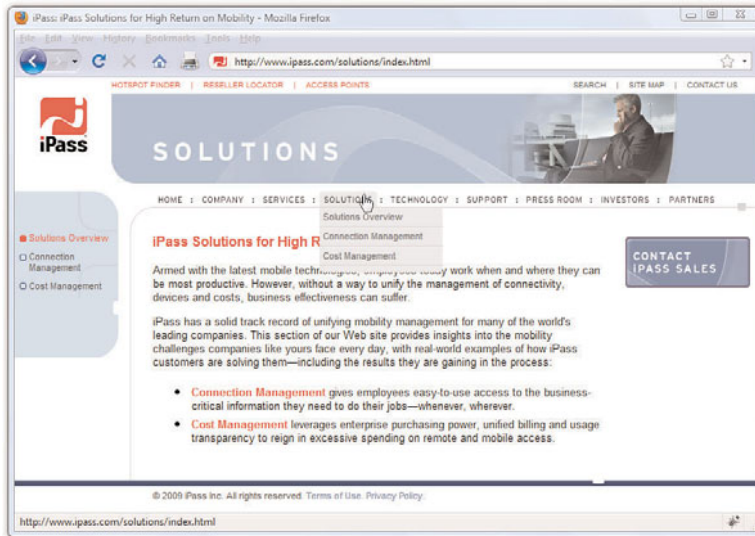 iPass: iPass Solutions for High Return on Mobility - Mozilla Firefox
File Edit View History Bookmarks Tools Help
http://www.ipass.com/solutions/index.html
HOTSPOT FINDER | RESELLER LOCATOR | ACCESS POINTS SEARCH | SITE MAP | CONTACT US
iPass
SOLUTIONS
HOME : COMPANY : SERVICES : SOLUTIONS : TECHNOLOGY : SUPPORT : PRESS ROOM : INVESTORS : PARTNERS
Solutions Overview
Connection Management
Cost Management
Solutions Overview
Connection
Management
Cost Management
iPass Solutions for High R
CONTACT
IPASS SALES
Armed with the latest mobile technologies, employees today work when and where they can
be most productive. However, without a way to unify the management of connectivity,
devices and costs, business effectiveness can suffer.
iPass has a solid track record of unifying mobility management for many of the world's
leading companies. This section of our Web site provides insights into the mobility
challenges companies like yours face every day, with real-world examples of how iPass
customers are solving them—including the results they are gaining in the process:
• Connection Management gives employees easy-to-use access to the business-
critical information they need to do their jobs—whenever, wherever.
• Cost Management leverages enterprise purchasing power, unified billing and usage
transparency to reign in excessive spending on remote and mobile access.
© 2009 iPass Inc. All rights reserved. Terms of Use. Privacy Policy.
http://www.ipass.com/solutions/index.html